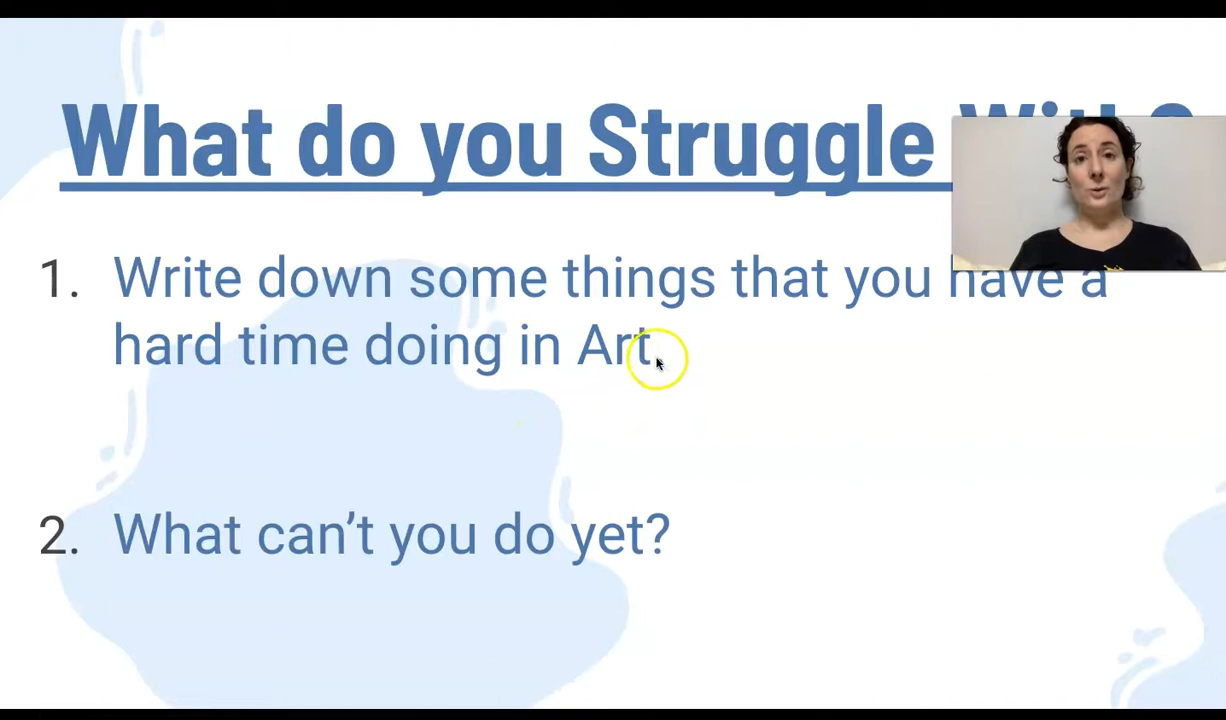 What do you Struggle
1. Write down some things that you have a
hard time doing in Art.
2. What can't you do yet?